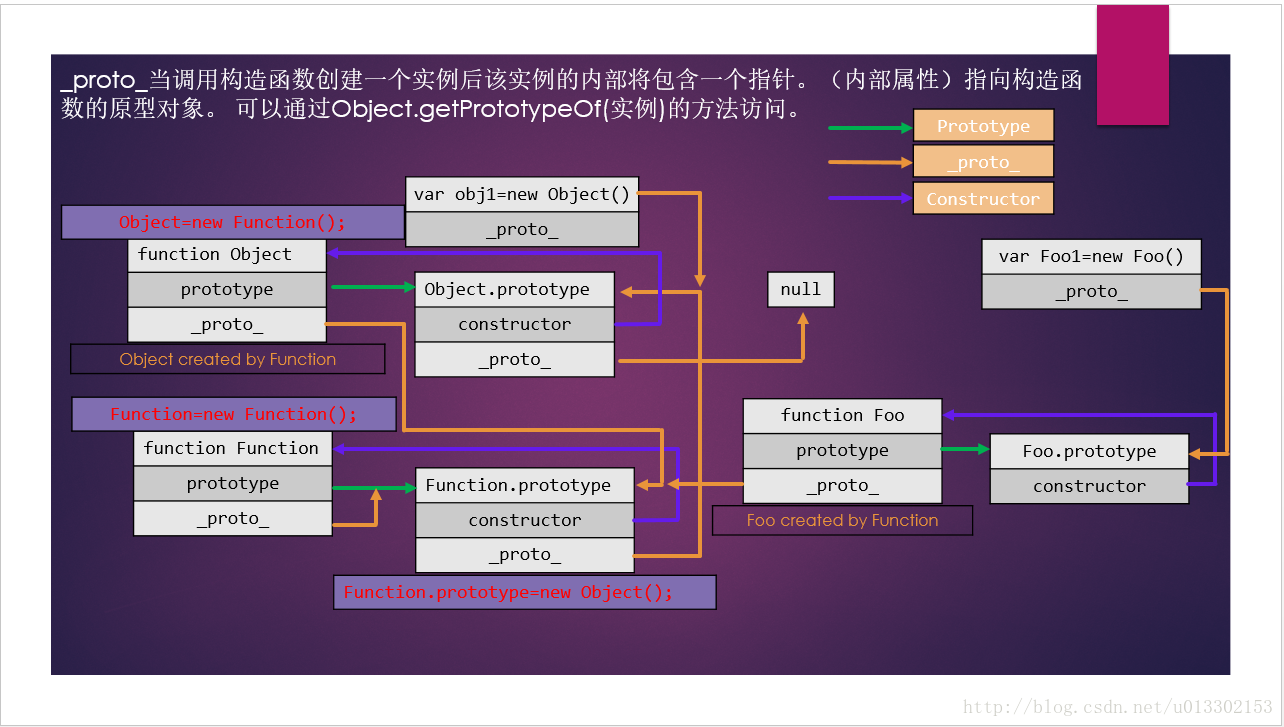 _proto_当调用构造函数创建一个实例后该实例的内部将包含一个指针。（内部属性）指向构造函
数的原型对象。 可以通过Object.getPrototypeOf(实例)的方法访问。
Prototype
_proto_
Constructor
var obj1=new Object()
_proto_
Object=new Function();
function Object
prototype
_proto_
Object created by Function
Object.prototype
constructor
_proto_
null
var Foo1=new Foo()
_proto_
Function=new Function();
function Function
prototype
_proto_
Function.prototype
constructor
_proto_
Function.prototype=new Object();
function Foo
prototype
_proto_
Foo created by Function
Foo.prototype
constructor
http://blog.csdn.net/u013302153